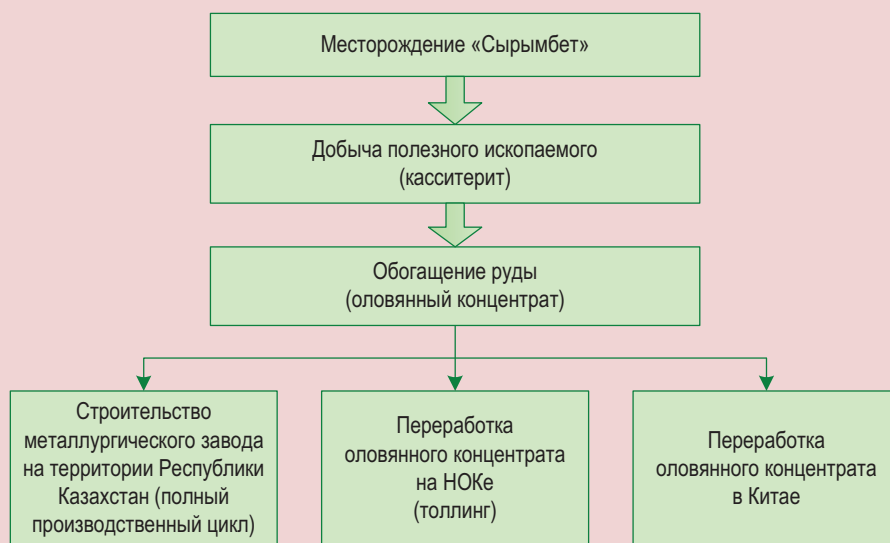 Месторождение «Сырымбет»
Добыча полезного ископаемого
(касситерит)
Обогащение руды
(оловянный концентрат)
Строительство
металлургического завода
на территории Республики
Казахстан (полный
производственный цикл)
Переработка
оловянного концентрата
на НОКе
(толлинг)
Переработка
оловянного концентрата
в Китае